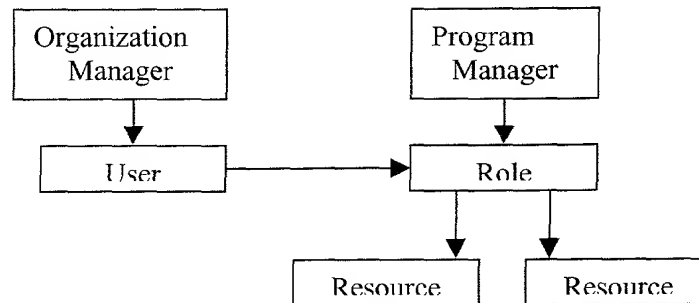 Organization
Manager
Program
Manager
User
Role
Resource
Resource